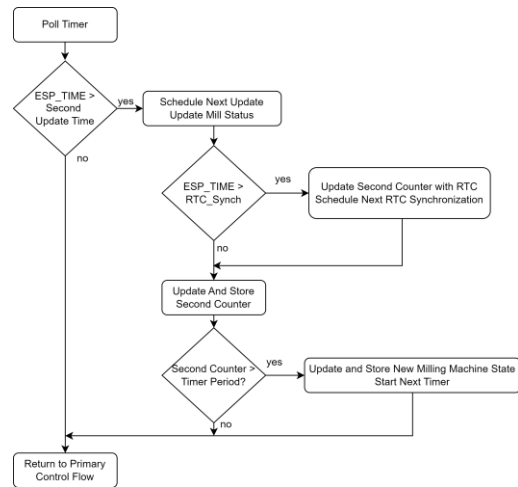 Poll Timer
ESP_TIME >
Second
Update Time
yes
Schedule Next Update
Update Mill Status
no
ESP_TIME >
RTC_Synch
yes
Update Second Counter with RTC
Schedule Next RTC Synchronization
no
Update And Store
Second Counter
Second Counter >
Timer Period?
yes
Update and Store New Milling Machine State
Start Next Timer
no
Return to Primary
Control Flow